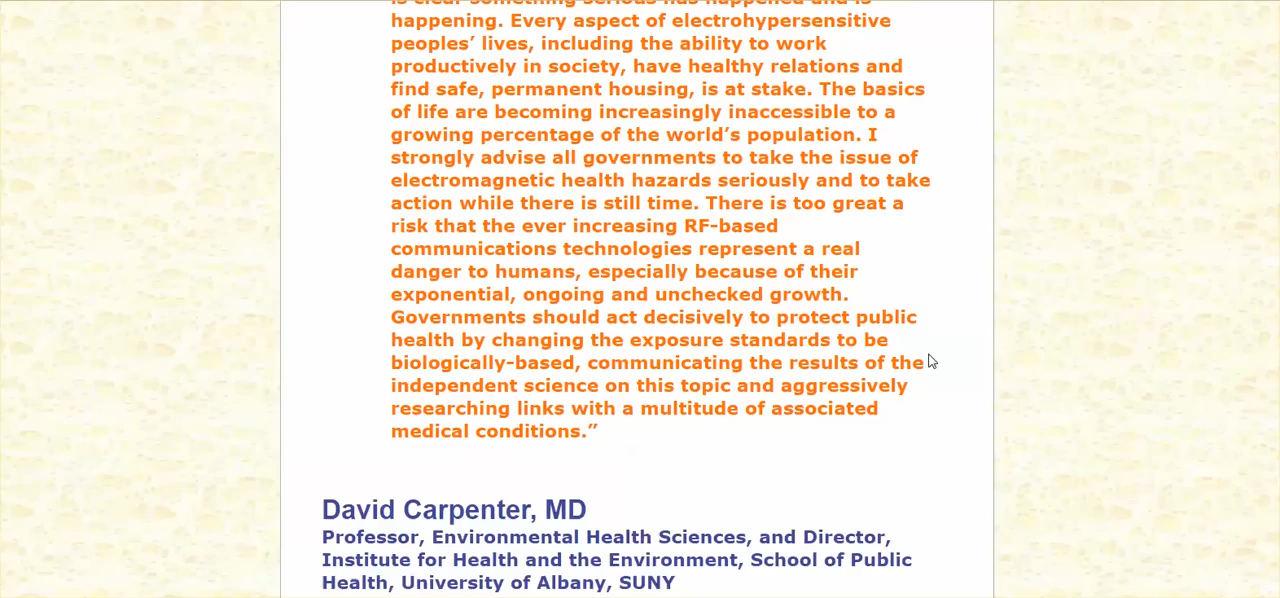 happening. Every aspect of electrohypersensitive
peoples’ lives, including the ability to work
productively in society, have healthy relations and
find safe, permanent housing, is at stake. The basics
of life are becoming increasingly inaccessible to a
growing percentage of the world’s population. I
strongly advise all governments to take the issue of
electromagnetic health hazards seriously and to take
action while there is still time. There is too great a
risk that the ever increasing RF-based
communications technologies represent a real
danger to humans, especially because of their
exponential, ongoing and unchecked growth.
Governments should act decisively to protect public
health by changing the exposure standards to be
biologically-based, communicating the results of the
independent science on this topic and aggressively
researching links with a multitude of associated
medical conditions.”
David Carpenter, MD
Professor, Environmental Health Sciences, and Director,
Institute for Health and the Environment, School of Public
Health, University of Albany, SUNY